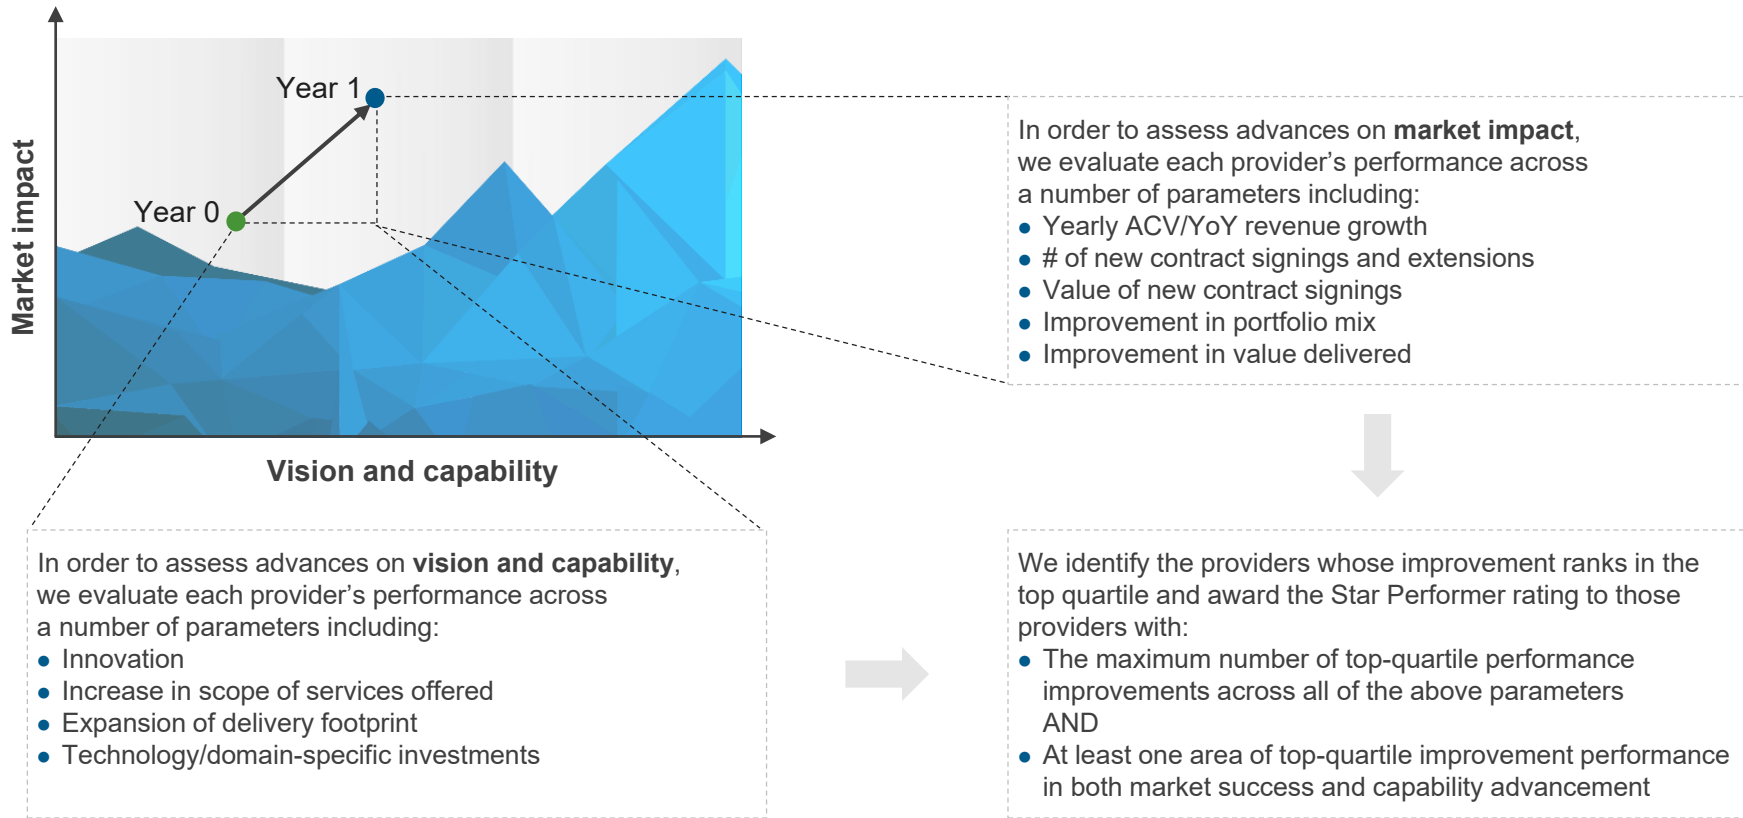 Year 1
Year 0
Market impact
Vision and capability
In order to assess advances on market impact,
we evaluate each provider’s performance across
a number of parameters including:
● Yearly ACV/YoY revenue growth
● # of new contract signings and extensions
● Value of new contract signings
● Improvement in portfolio mix
● Improvement in value delivered
In order to assess advances on vision and capability,
we evaluate each provider’s performance across
a number of parameters including:
● Innovation
● Increase in scope of services offered
● Expansion of delivery footprint
● Technology/domain-specific investments
We identify the providers whose improvement ranks in the
top quartile and award the Star Performer rating to those
providers with:
● The maximum number of top-quartile performance
improvements across all of the above parameters
AND
● At least one area of top-quartile improvement performance
in both market success and capability advancement